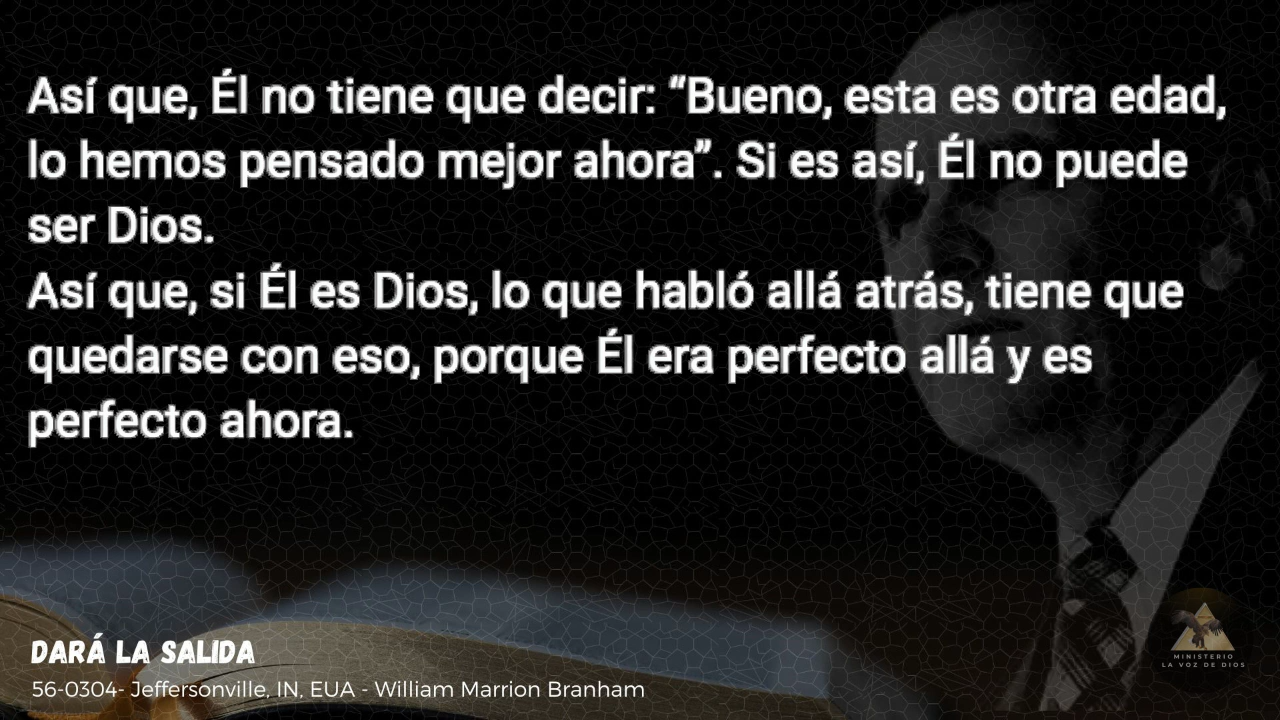 Así que, Él no tiene que decir: “Bueno, esta es otra edad,
lo hemos pensado mejor ahora”. Si es así, Él no puede
ser Dios.
Así que, si Él es Dios, lo que habló allá atrás, tiene que
quedarse con eso, porque Él era perfecto allá y es
perfecto ahora.
DARÁ LA SALIDA
56-0304- Jeffersonville, IN, EUA - William Marrion Branham
MINISTERIO
LA VOZ DE DIOS